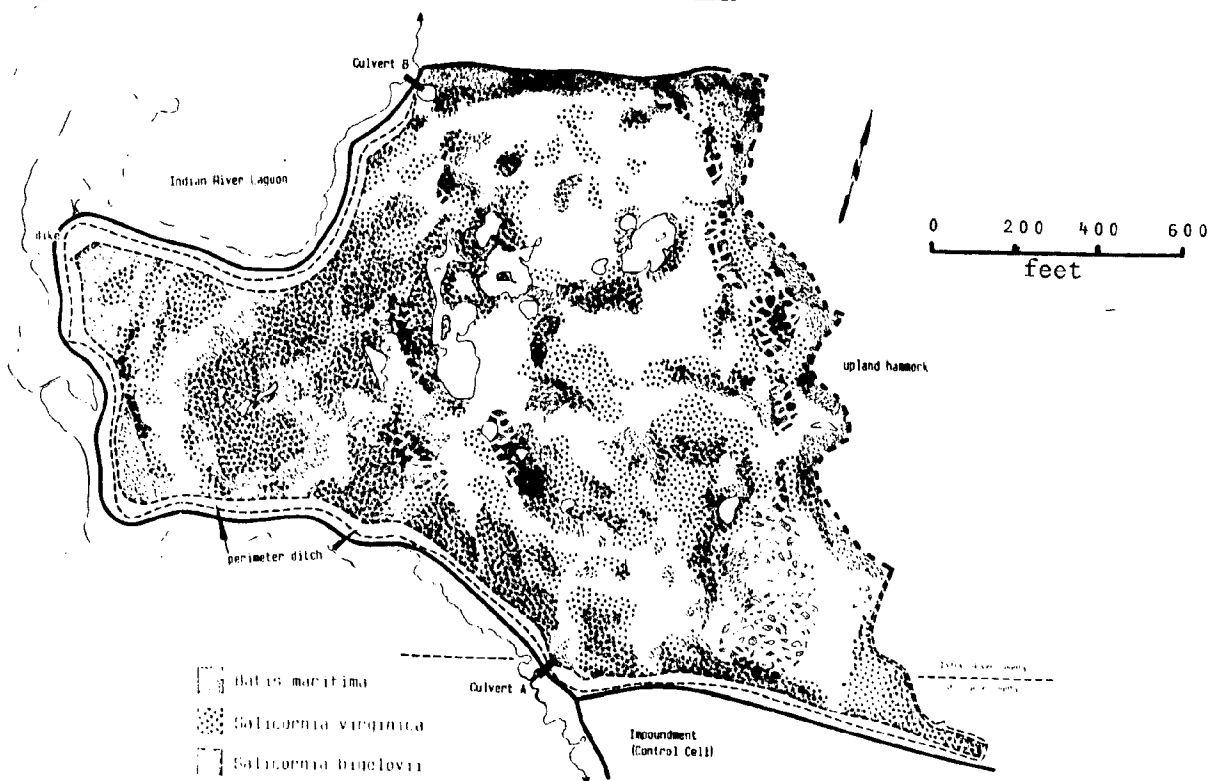 Culvert B
Indian River Lagoon
dike
0 200 400 600
feet
upland hammock
perimeter ditch
Culvert A
Impoundment
(Control Cell)
Batis maritima
Salicornia virginica
Salicornia bigelovii